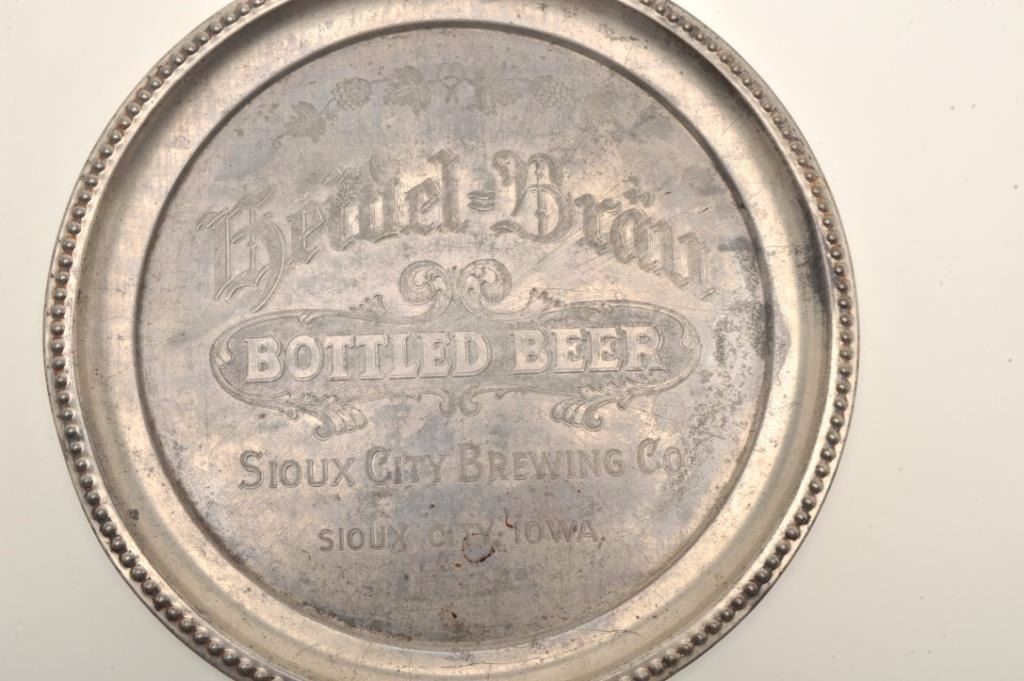 Heidel=Bräu
BOTTLED BEER
SIOUX CITY BREWING CO.
SIOUX CITY, IOWA.